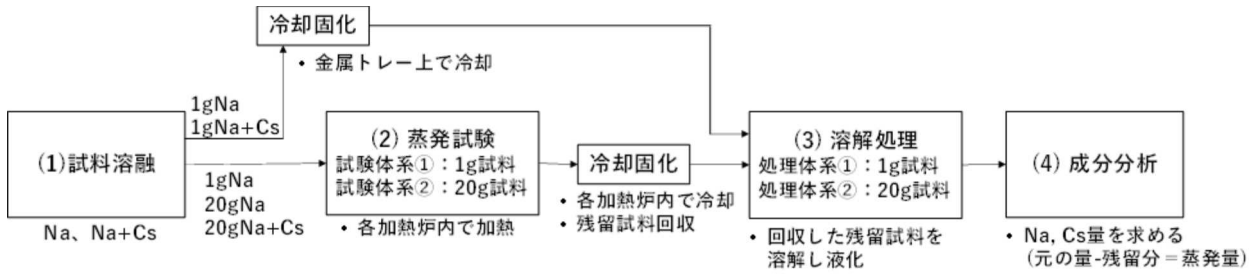 冷却固化
• 金属トレー上で冷却
1gNa
1gNa+Cs
(1)試料溶融
Na、Na+Cs
1gNa
20gNa
20gNa+Cs
(2) 蒸発試験
試験体系①：1g試料
試験体系②：20g試料
• 各加熱炉内で加熱
冷却固化
• 各加熱炉内で冷却
• 残留試料回収
(3) 溶解処理
処理体系①：1g試料
処理体系②：20g試料
• 回収した残留試料を
溶解し液化
(4) 成分分析
• Na, Cs量を求める
(元の量-残留分＝蒸発量)